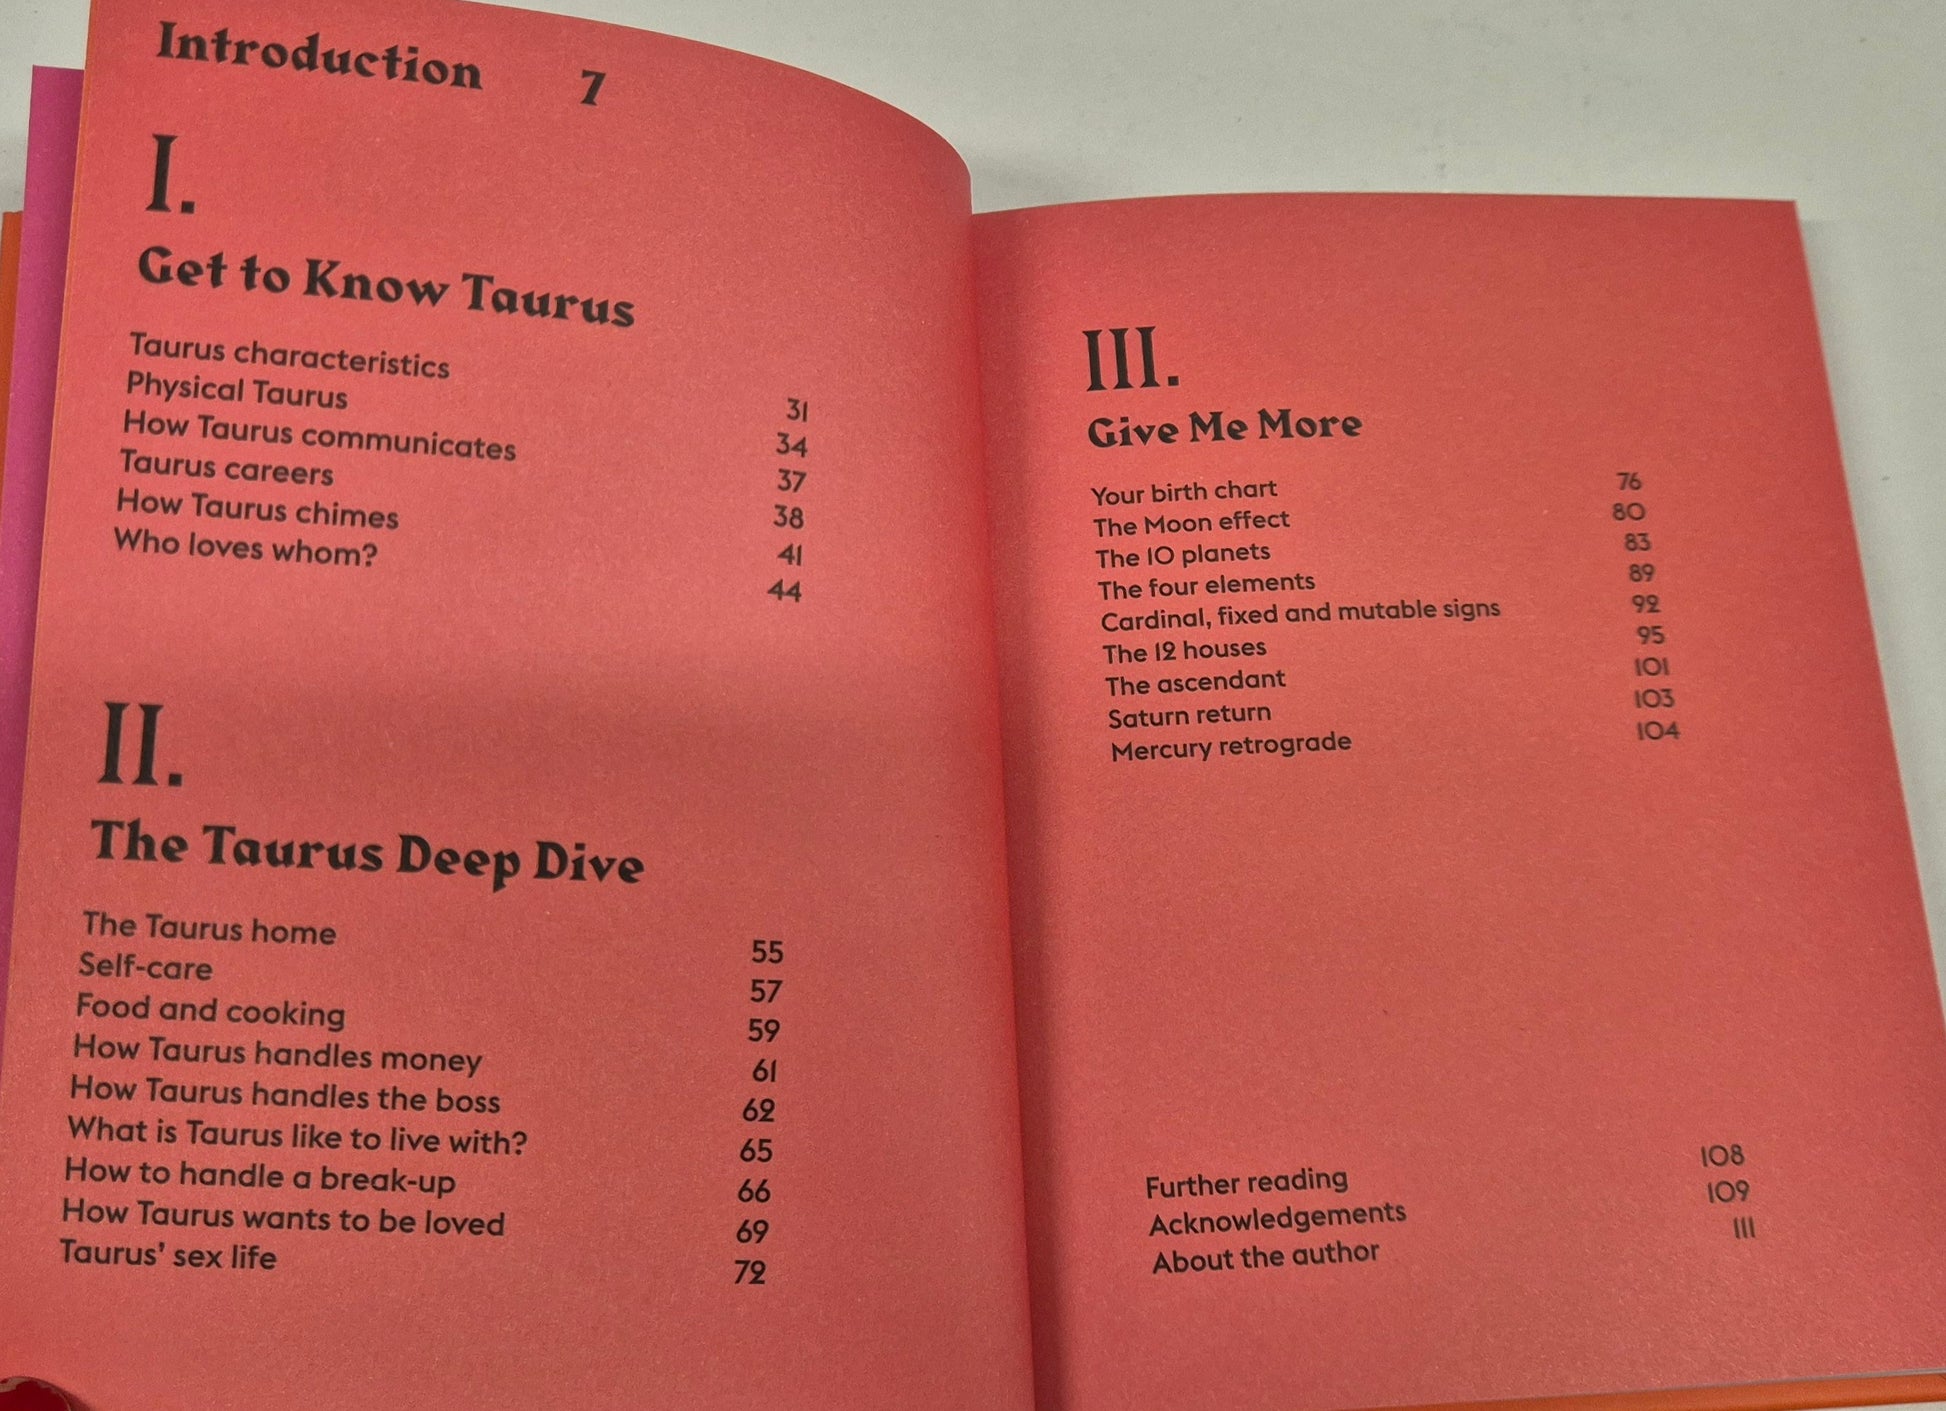 Introduction 7
I.
Get to Know Taurus
Taurus characteristics 31
Physical Taurus 34
How Taurus communicates 37
Taurus careers 38
How Taurus chimes 41
Who loves whom? 44
II.
The Taurus Deep Dive
The Taurus home 55
Self-care 57
Food and cooking 59
How Taurus handles money 61
How Taurus handles the boss 62
What is Taurus like to live with? 65
How to handle a break-up 66
How Taurus wants to be loved 69
Taurus' sex life 72
III.
Give Me More
Your birth chart 76
The Moon effect 80
The 10 planets 83
The four elements 89
Cardinal, fixed and mutable signs 92
The 12 houses 95
The ascendant 101
Saturn return 103
Mercury retrograde 104
Further reading 108
Acknowledgements 109
About the author 111